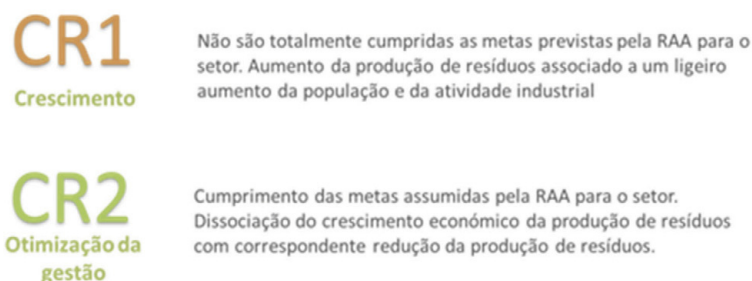 CR1
Crescimento
Não são totalmente cumpridas as metas previstas pela RAA para o
setor. Aumento da produção de resíduos associado a um ligeiro
aumento da população e da atividade industrial
CR2
Otimização da
gestão
Cumprimento das metas assumidas pela RAA para o setor.
Dissociação do crescimento económico da produção de resíduos
com correspondente redução da produção de resíduos.